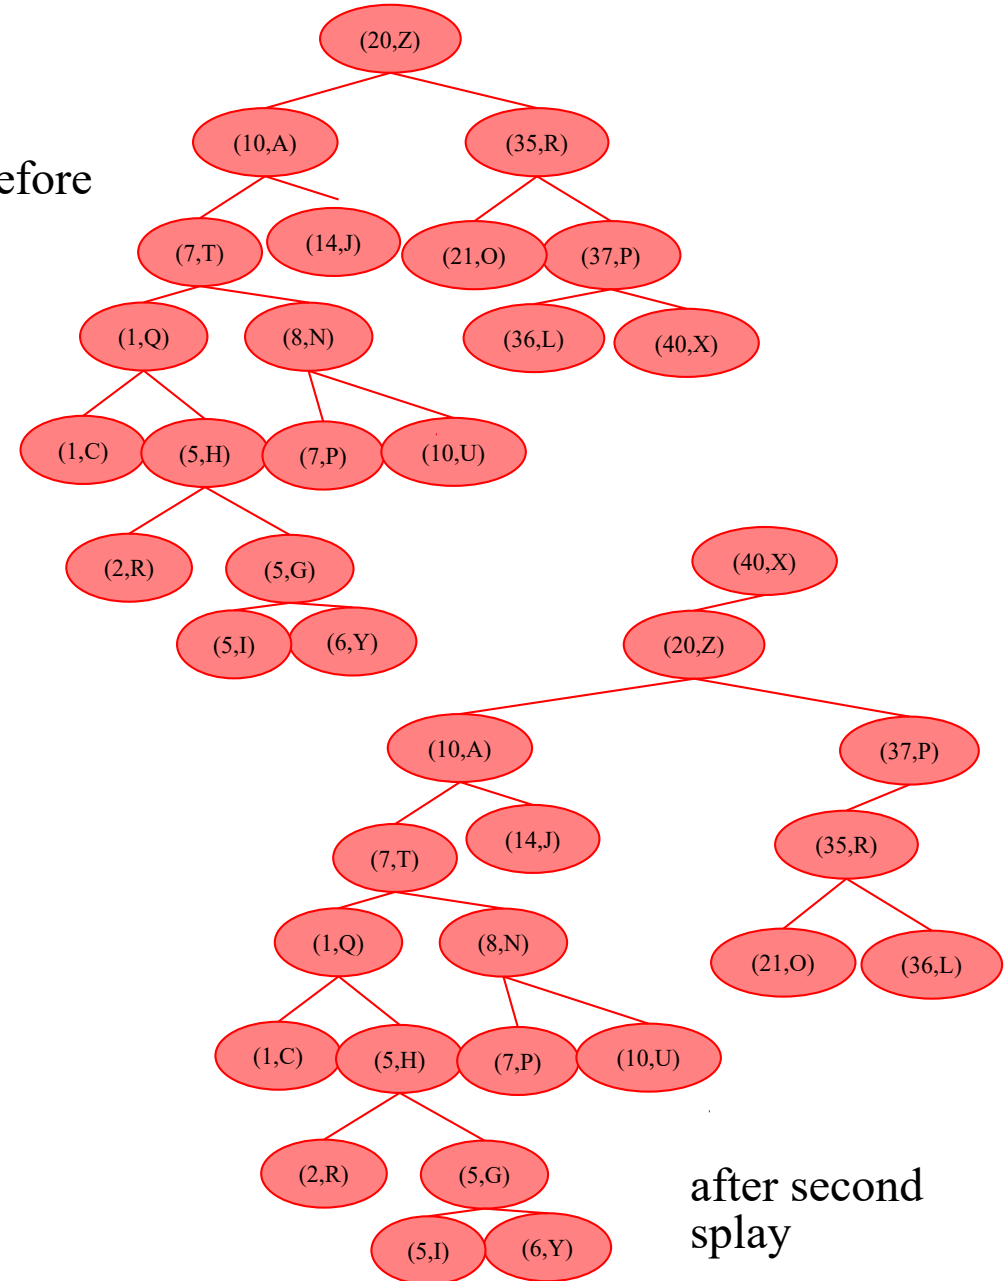 (20,Z)
(10,A) (35,R)
efore
(7,T) (14,J) (21,O) (37,P)
(1,Q) (8,N) (36,L) (40,X)
(1,C) (5,H) (7,P) (10,U)
(2,R) (5,G)
(5,I) (6,Y)
(40,X)
(20,Z)
(10,A) (37,P)
(7,T) (14,J) (35,R)
(1,Q) (8,N) (21,O) (36,L)
(1,C) (5,H) (7,P) (10,U)
(2,R) (5,G)
(5,I) (6,Y)
after second
splay